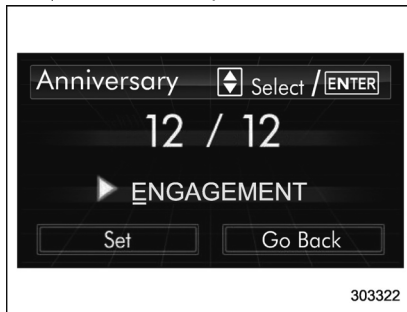 Anniversary Select / ENTER
12 / 12
ENGAGEMENT
Set Go Back
303322